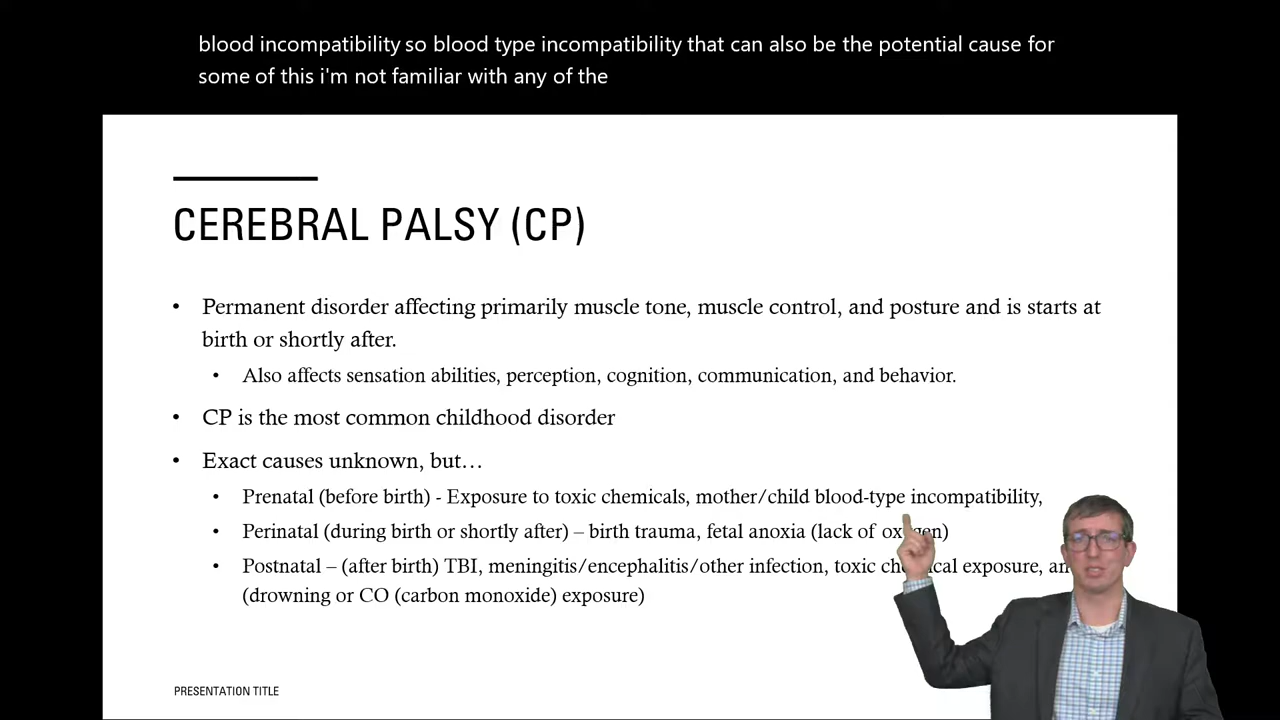 blood incompatibility so blood type incompatibility that can also be the potential cause for
some of this i'm not familiar with any of the
CEREBRAL PALSY (CP)
• Permanent disorder affecting primarily muscle tone, muscle control, and posture and is starts at
birth or shortly after.
• Also affects sensation abilities, perception, cognition, communication, and behavior.
• CP is the most common childhood disorder
• Exact causes unknown, but…
• Prenatal (before birth) - Exposure to toxic chemicals, mother/child blood-type incompatibility,
• Perinatal (during birth or shortly after) – birth trauma, fetal anoxia (lack of oxygen)
• Postnatal – (after birth) TBI, meningitis/encephalitis/other infection, toxic chemical exposure,
(drowning or CO (carbon monoxide) exposure)
PRESENTATION TITLE